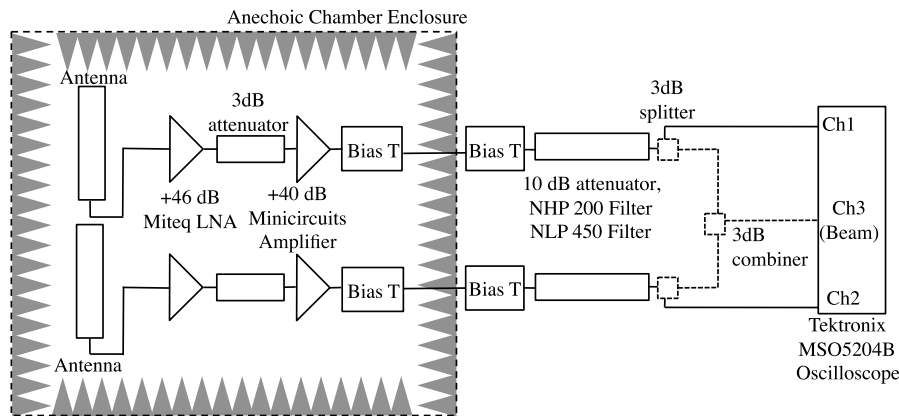 Anechoic Chamber Enclosure
Antenna
3dB
attenuator
3dB
splitter
Ch1
Bias T
Bias T
+46 dB
Miteq LNA
+40 dB
Minicircuits
Amplifier
10 dB attenuator,
NHP 200 Filter
NLP 450 Filter
Ch3
(Beam)
3dB
combiner
Bias T
Bias T
Ch2
Antenna
Tektronix
MSO5204B
Oscilloscope